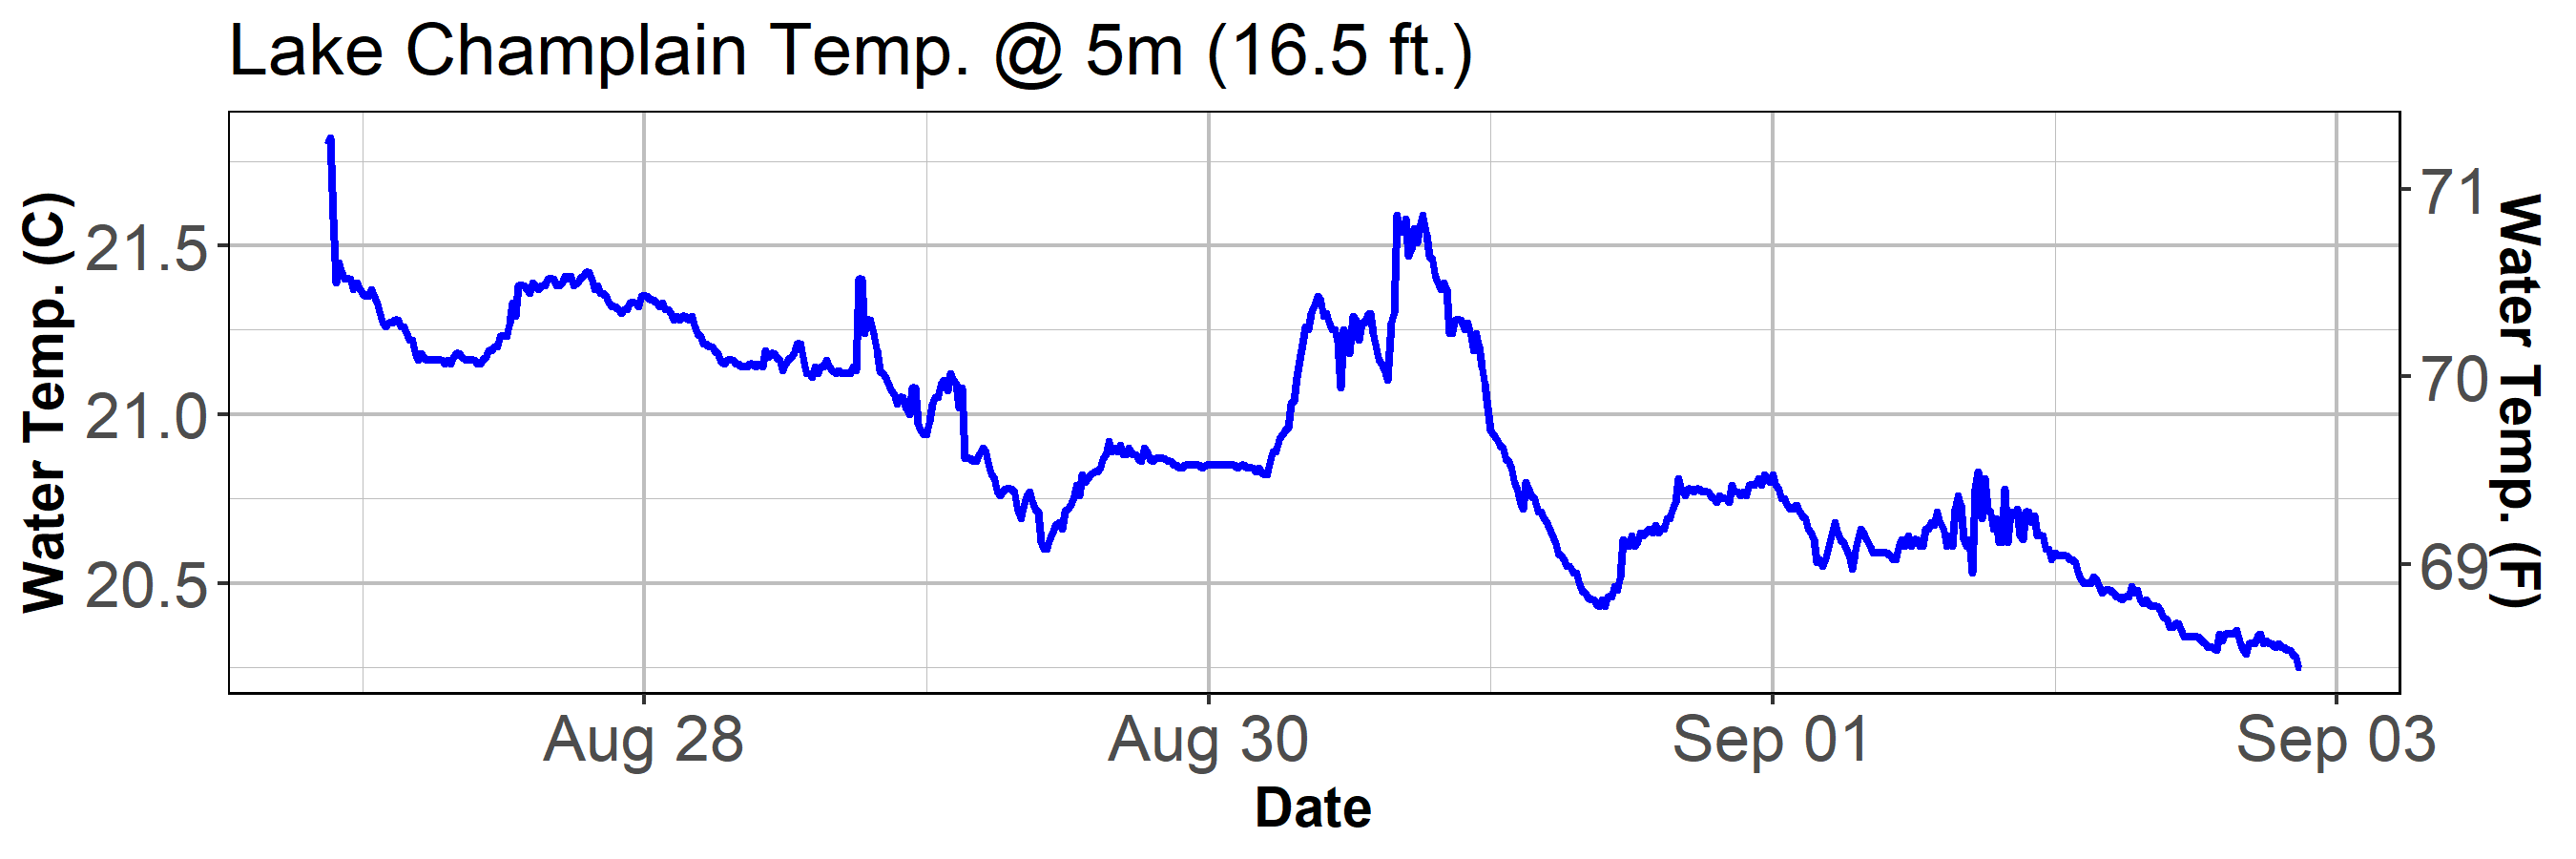 Lake Champlain Temp. @ 5m (16.5 ft.)
Water Temp. (C)
21.5
21.0
20.5
71
70
69
Water Temp. (F)
Aug 28
Aug 30
Sep 01
Sep 03
Date